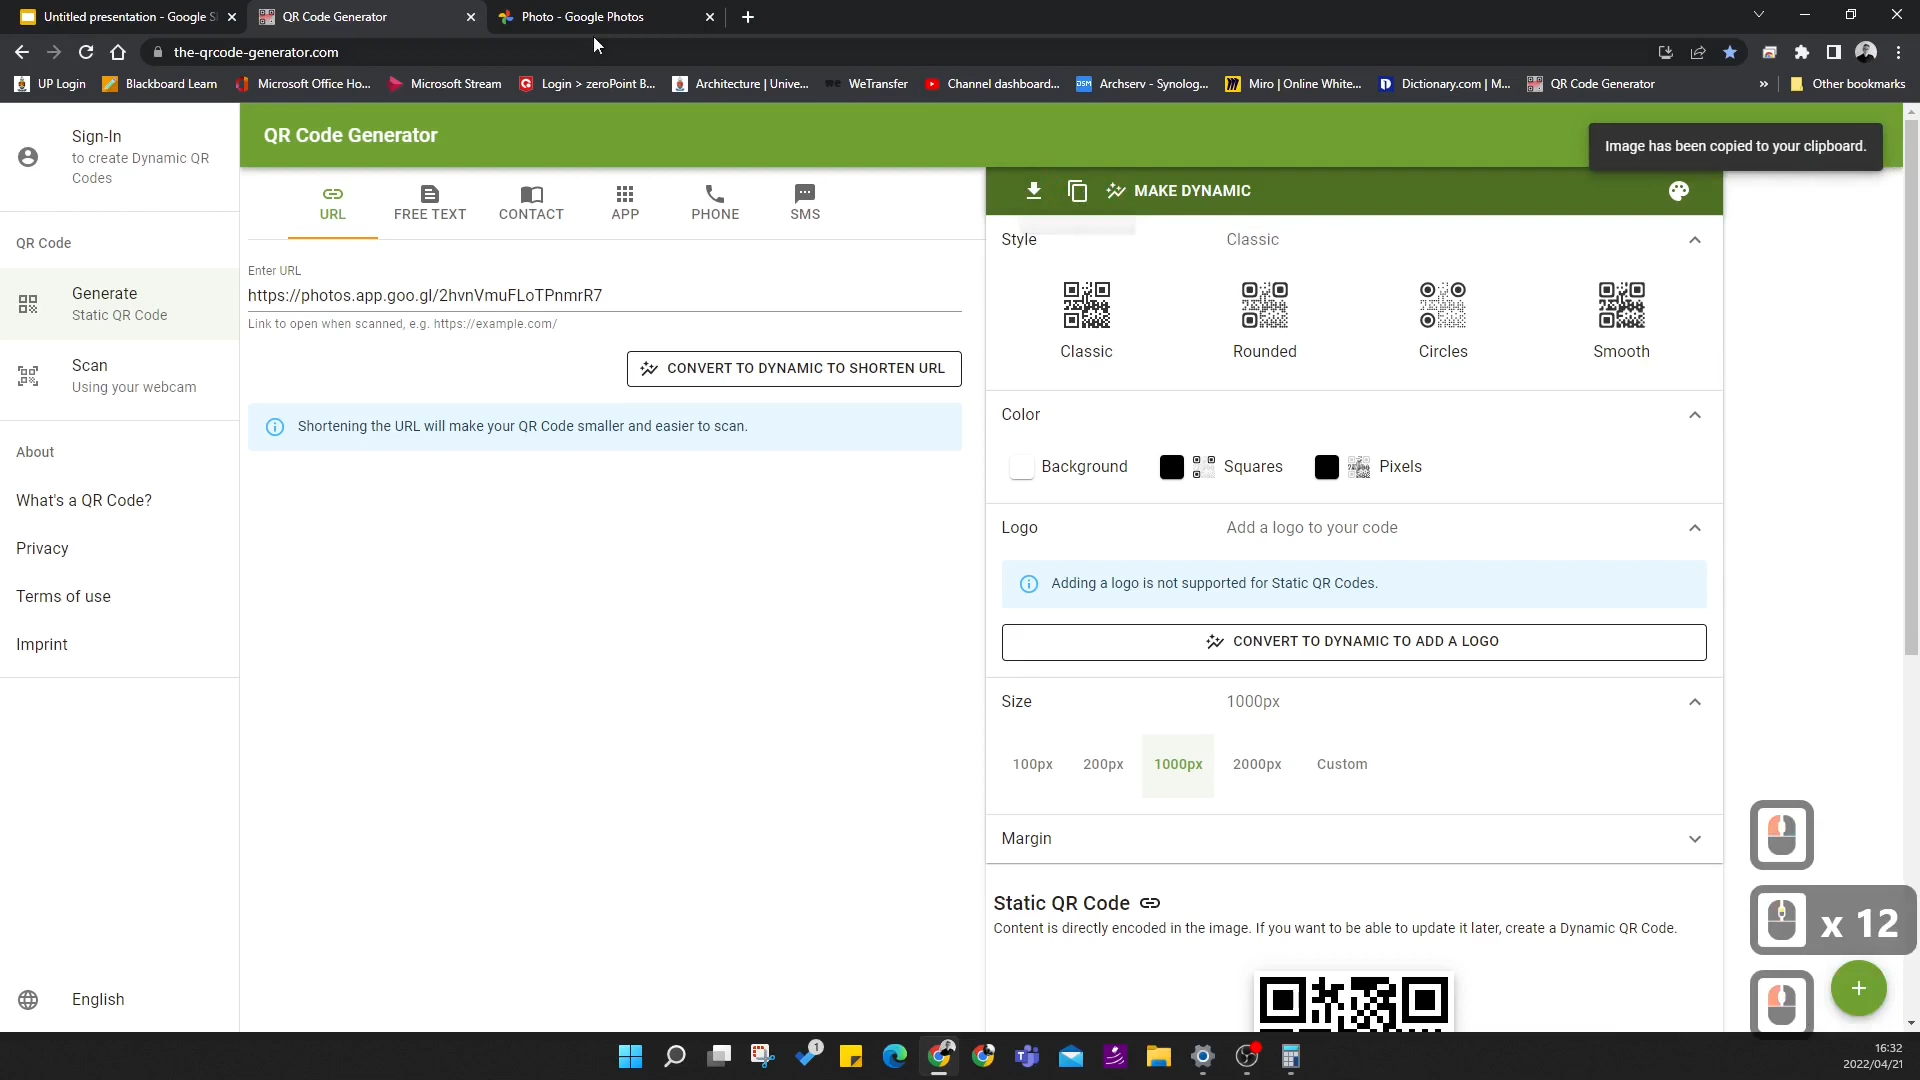 Untitled presentation - Google Sl
QR Code Generator
Photo - Google Photos
the-qrcode-generator.com
UP Login
Blackboard Learn
Microsoft Office Ho...
Microsoft Stream
Login > zeroPoint B...
Architecture | Unive...
WeTransfer
Channel dashboard...
Archserv - Synolog...
Miro | Online White...
Dictionary.com | M...
QR Code Generator
»
Other bookmarks
Sign-In
to create Dynamic QR
Codes
QR Code
Generate
Static QR Code
Scan
Using your webcam
About
What's a QR Code?
Privacy
Terms of use
Imprint
English
QR Code Generator
Image has been copied to your clipboard.
URL
FREE TEXT
CONTACT
APP
PHONE
SMS
Enter URL
https://photos.app.goo.gl/2hvnVmuFLoTPnmrR7
Link to open when scanned, e.g. https://example.com/
CONVERT TO DYNAMIC TO SHORTEN URL
Shortening the URL will make your QR Code smaller and easier to scan.
MAKE DYNAMIC
Style
Classic
Classic
Rounded
Circles
Smooth
Color
Background
Squares
Pixels
Logo
Add a logo to your code
Adding a logo is not supported for Static QR Codes.
CONVERT TO DYNAMIC TO ADD A LOGO
Size
1000px
100px
200px
1000px
2000px
Custom
Margin
Static QR Code
Content is directly encoded in the image. If you want to be able to update it later, create a Dynamic QR Code.
x 12
1
16:32
2022/04/21